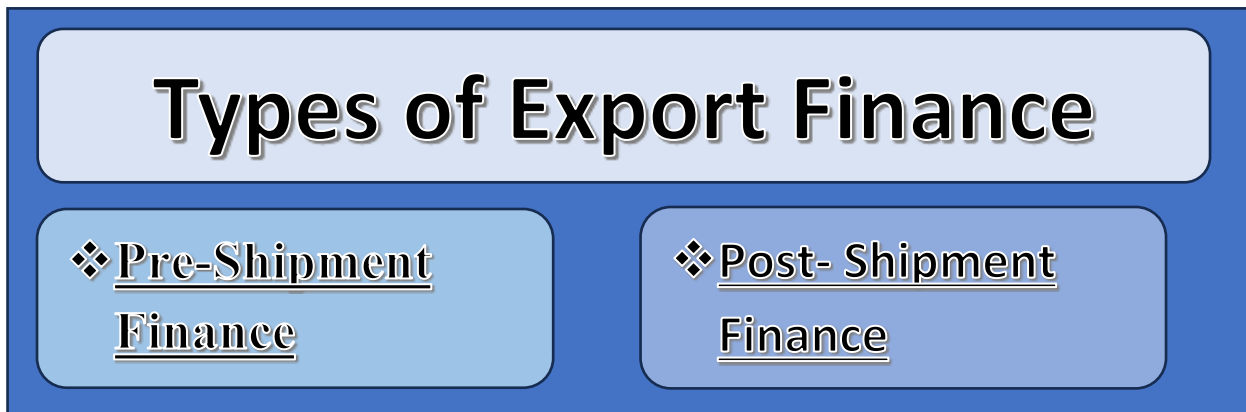 Types of Export Finance
❖Pre-Shipment
Finance
❖Post- Shipment
Finance